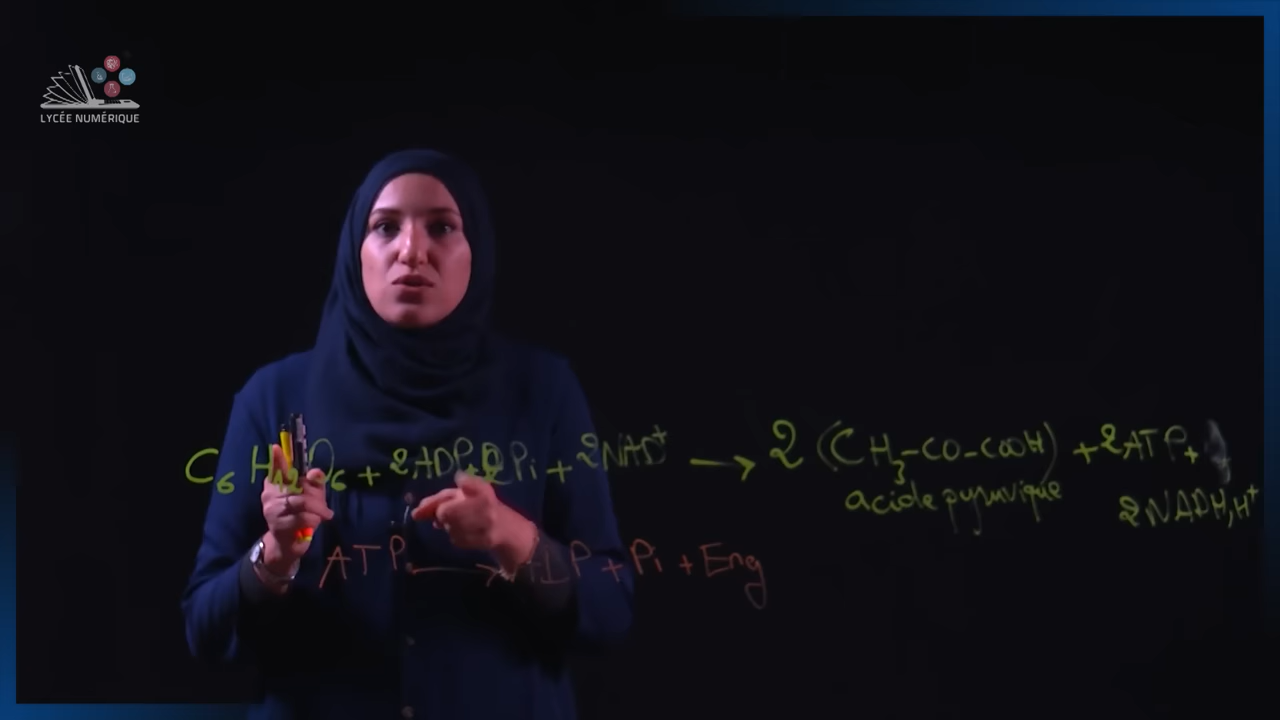 LYCÉE NUMÉRIQUE
C₆H₁₂O₆ + 2ADP + 2Pi + 2NAD⁺ → 2 (CH₃-CO-COOH) + 2ATP +
acide pyruvique
2NADH,H⁺
ATP → ADP + Pi + Eng